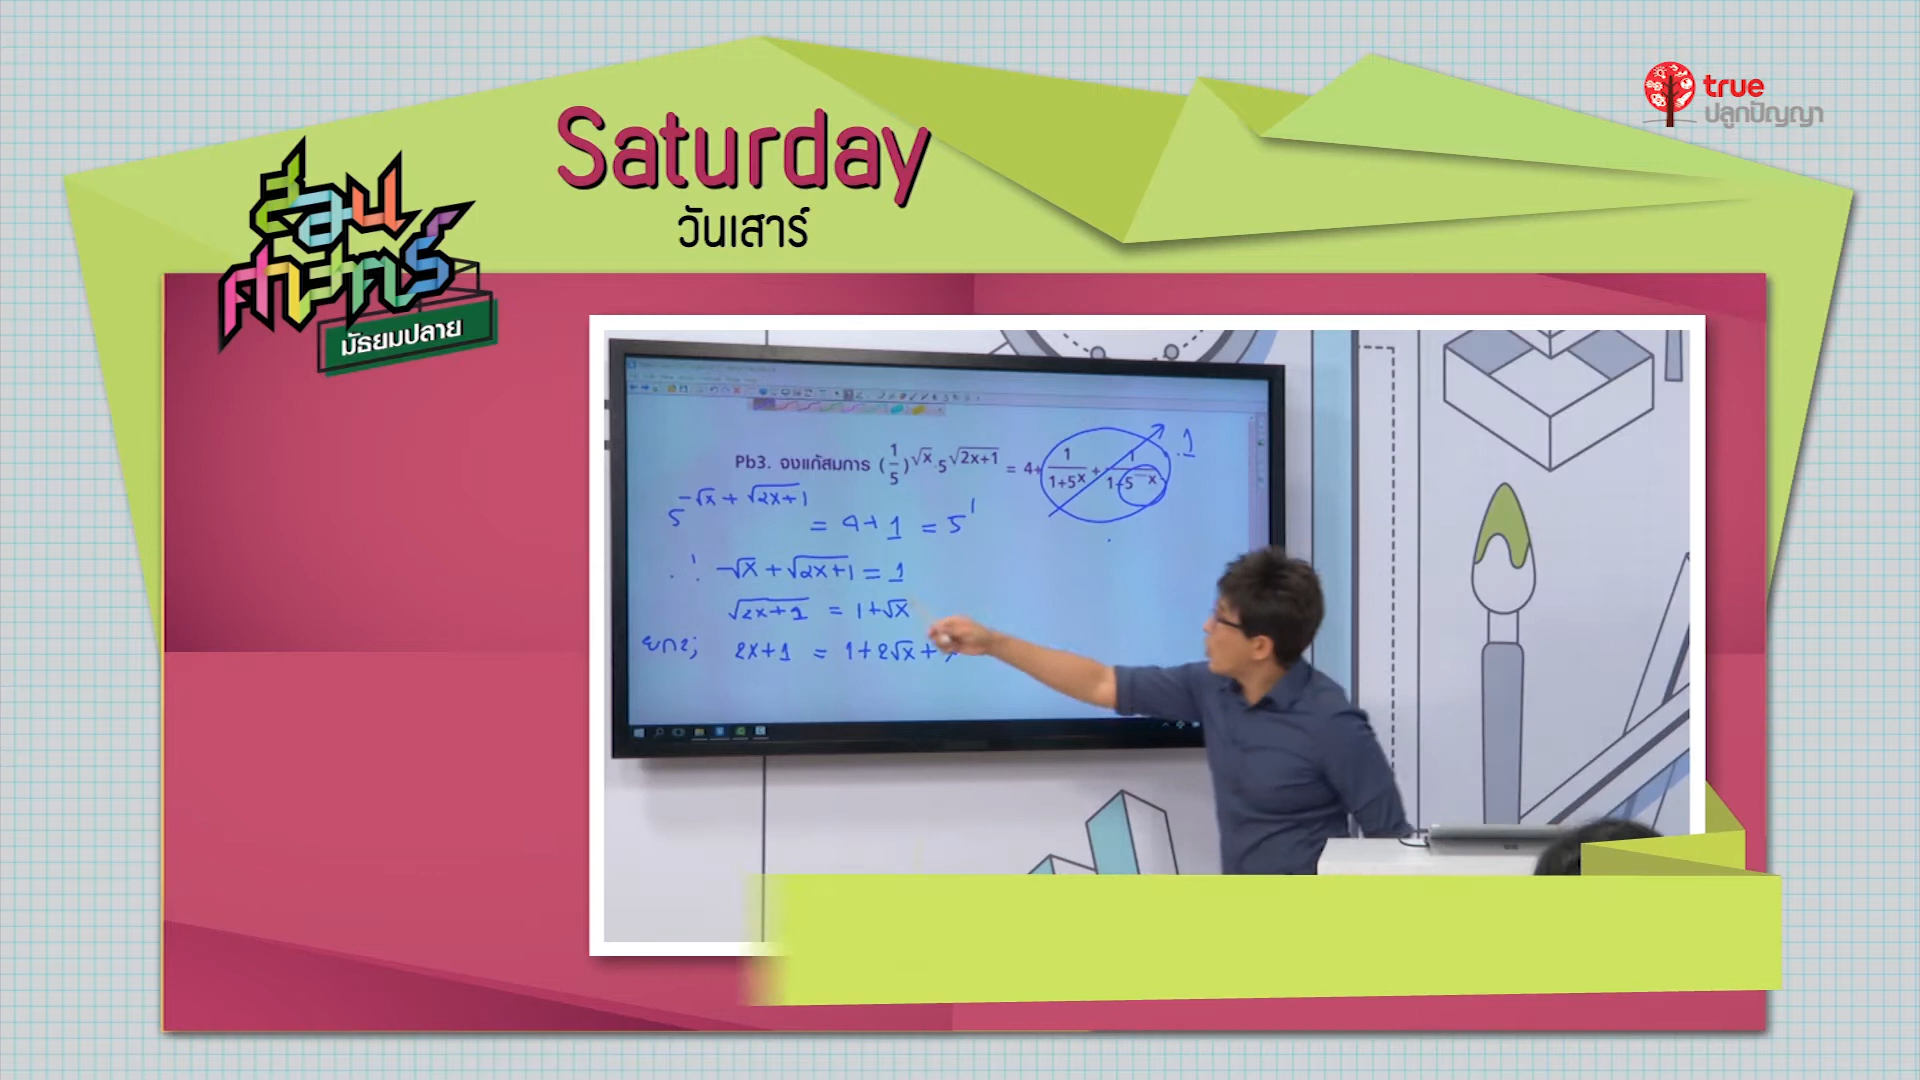 true
ปลูกปัญญา
Saturday
วันเสาร์
สอน
ศาสตร์
มัธยมปลาย
Pb3. จงแก้สมการ (1/5)^√x · 5^√(2x+1) = 4+ 1/(1+5^x) + 1/(1+5^−x) . 1
5^(−√x + √(2x+1)) = 4+1 = 5^1
∴ −√x + √(2x+1) = 1
√(2x+1) = 1+√x
ยก2; 2x+1 = 1+2√x +